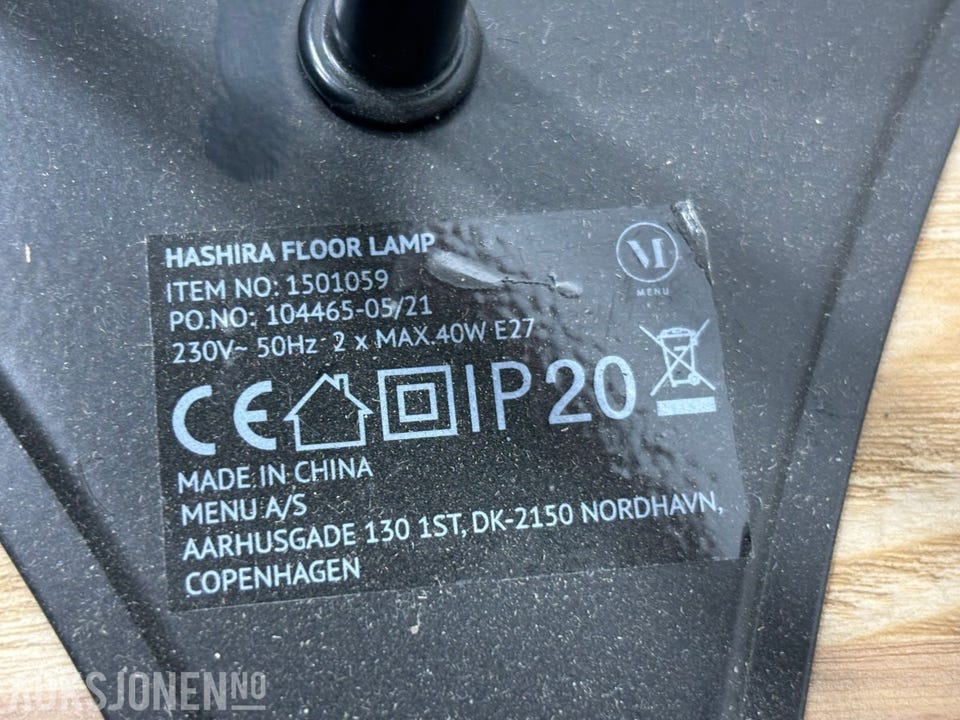 HASHIRA FLOOR LAMP
ITEM NO: 1501059
PO.NO: 104465-05/21
230V~ 50Hz 2 x MAX.40W E27
M
MENU
CE IP20
MADE IN CHINA
MENU A/S
AARHUSGADE 130 1ST, DK-2150 NORDHAVN,
COPENHAGEN
AUKSJONEN NO